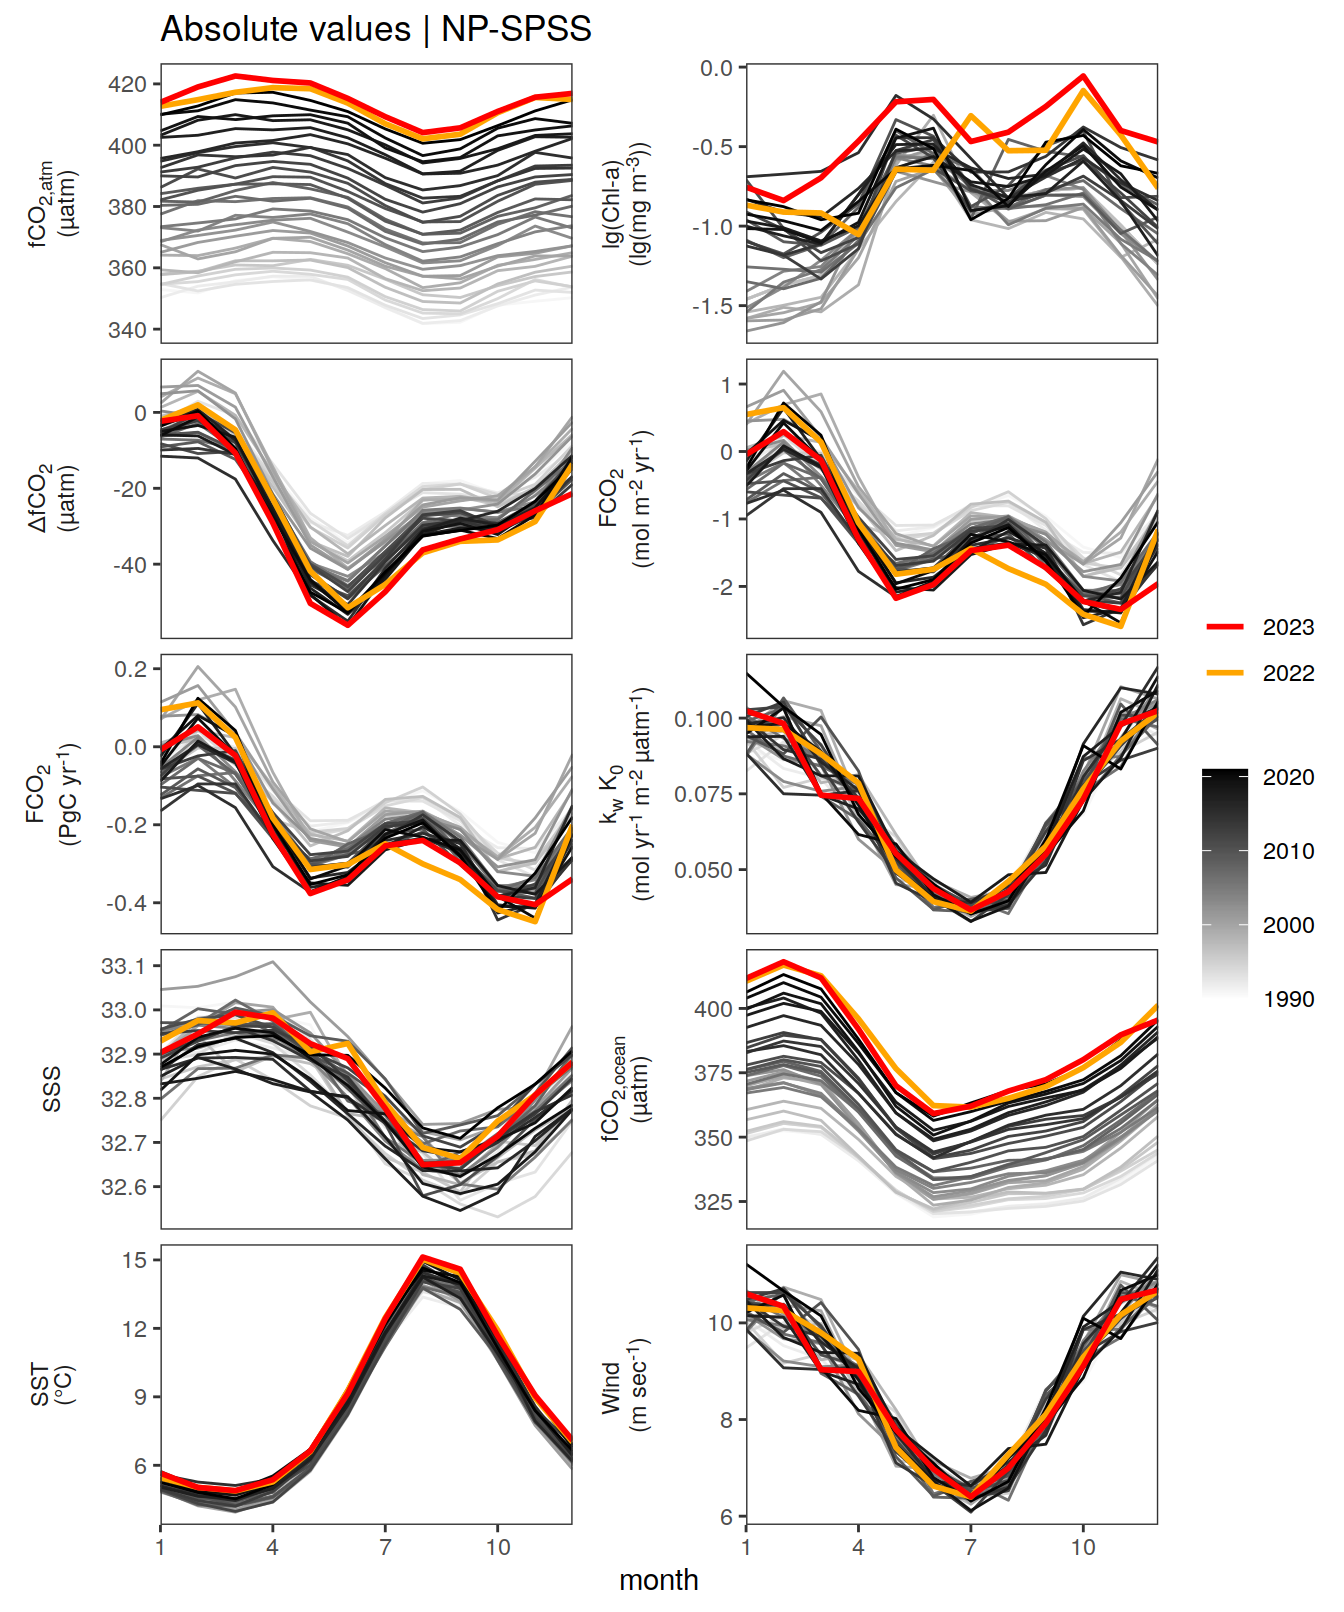 Absolute values | NP-SPSS
fCO2,atm
(µatm)
420
400
380
360
340
lg(Chl-a)
(lg(mg m-3))
0.0
-0.5
-1.0
-1.5
ΔfCO2
(µatm)
0
-20
-40
FCO2
(mol m-2 yr-1)
1
0
-1
-2
FCO2
(PgC yr-1)
0.2
0.0
-0.2
-0.4
kw K0
(mol yr-1 m-2 µatm-1)
0.100
0.075
0.050
SSS
33.1
33.0
32.9
32.8
32.7
32.6
fCO2,ocean
(µatm)
400
375
350
325
SST
(°C)
15
12
9
6
1 4 7 10
Wind
(m sec-1)
10
8
6
1 4 7 10
month
2023
2022
2020
2010
2000
1990